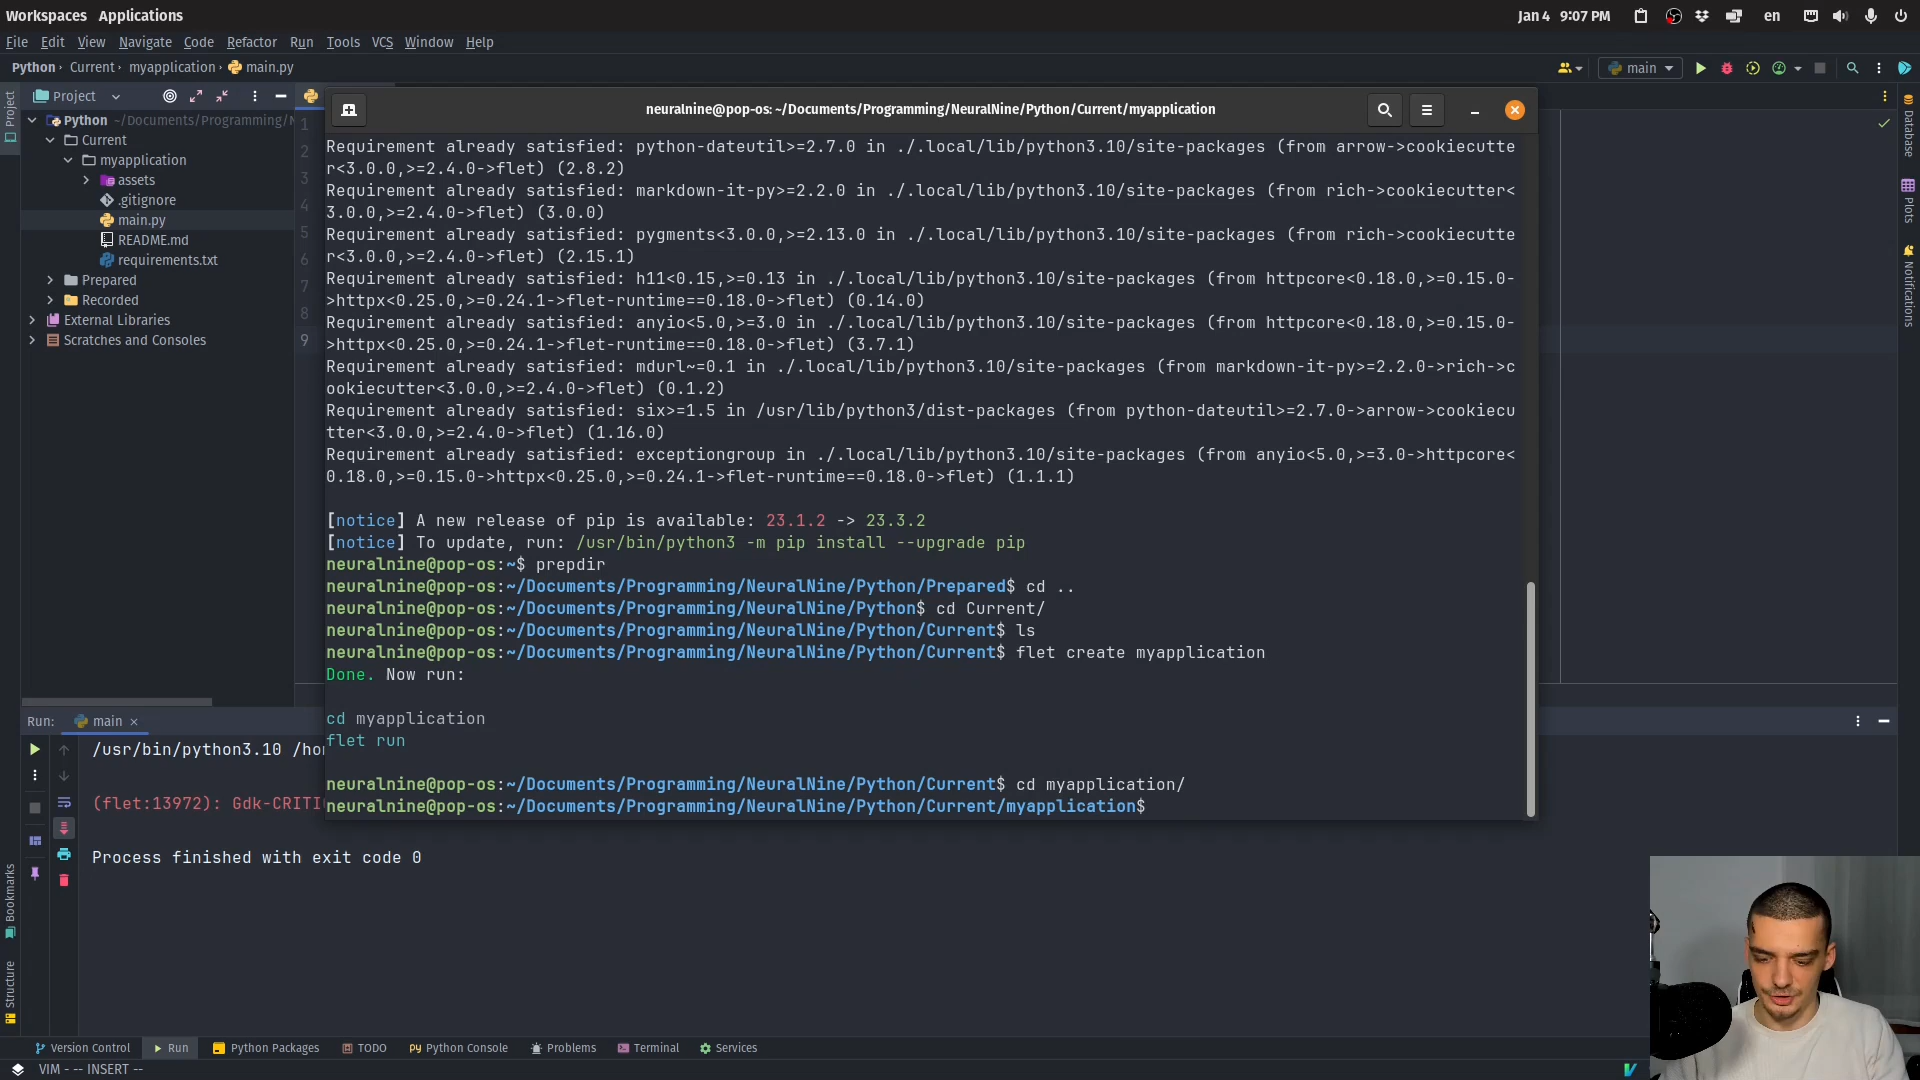 Workspaces Applications
Jan 4 9:07 PM
en
File Edit View Navigate Code Refactor Run Tools VCS Window Help
Python › Current › myapplication › main.py
main
Project
Project
neuralnine@pop-os: ~/Documents/Programming/NeuralNine/Python/Current/myapplication
Python ~/Documents/Programming/
Current
myapplication
assets
.gitignore
main.py
README.md
requirements.txt
Prepared
Recorded
External Libraries
Scratches and Consoles
1
2
3
4
5
6
7
8
9
Requirement already satisfied: python-dateutil>=2.7.0 in ./.local/lib/python3.10/site-packages (from arrow->cookiecutte
r<3.0.0,>=2.4.0->flet) (2.8.2)
Requirement already satisfied: markdown-it-py>=2.2.0 in ./.local/lib/python3.10/site-packages (from rich->cookiecutter<
3.0.0,>=2.4.0->flet) (3.0.0)
Requirement already satisfied: pygments<3.0.0,>=2.13.0 in ./.local/lib/python3.10/site-packages (from rich->cookiecutte
r<3.0.0,>=2.4.0->flet) (2.15.1)
Requirement already satisfied: h11<0.15,>=0.13 in ./.local/lib/python3.10/site-packages (from httpcore<0.18.0,>=0.15.0-
>httpx<0.25.0,>=0.24.1->flet-runtime==0.18.0->flet) (0.14.0)
Requirement already satisfied: anyio<5.0,>=3.0 in ./.local/lib/python3.10/site-packages (from httpcore<0.18.0,>=0.15.0-
>httpx<0.25.0,>=0.24.1->flet-runtime==0.18.0->flet) (3.7.1)
Requirement already satisfied: mdurl~=0.1 in ./.local/lib/python3.10/site-packages (from markdown-it-py>=2.2.0->rich->c
ookiecutter<3.0.0,>=2.4.0->flet) (0.1.2)
Requirement already satisfied: six>=1.5 in /usr/lib/python3/dist-packages (from python-dateutil>=2.7.0->arrow->cookiecu
tter<3.0.0,>=2.4.0->flet) (1.16.0)
Requirement already satisfied: exceptiongroup in ./.local/lib/python3.10/site-packages (from anyio<5.0,>=3.0->httpcore<
0.18.0,>=0.15.0->httpx<0.25.0,>=0.24.1->flet-runtime==0.18.0->flet) (1.1.1)
[notice] A new release of pip is available: 23.1.2 -> 23.3.2
[notice] To update, run: /usr/bin/python3 -m pip install --upgrade pip
neuralnine@pop-os:~$ prepdir
neuralnine@pop-os:~/Documents/Programming/NeuralNine/Python/Prepared$ cd ..
neuralnine@pop-os:~/Documents/Programming/NeuralNine/Python$ cd Current/
neuralnine@pop-os:~/Documents/Programming/NeuralNine/Python/Current$ ls
neuralnine@pop-os:~/Documents/Programming/NeuralNine/Python/Current$ flet create myapplication
Done. Now run:
cd myapplication
flet run
neuralnine@pop-os:~/Documents/Programming/NeuralNine/Python/Current$ cd myapplication/
neuralnine@pop-os:~/Documents/Programming/NeuralNine/Python/Current/myapplication$
Database
Plots
Notifications
Run: main
/usr/bin/python3.10 /ho
(flet:13972): Gdk-CRITI
Process finished with exit code 0
Bookmarks
Structure
Version Control Run Python Packages TODO Python Console Problems Terminal Services
VIM - -- INSERT --